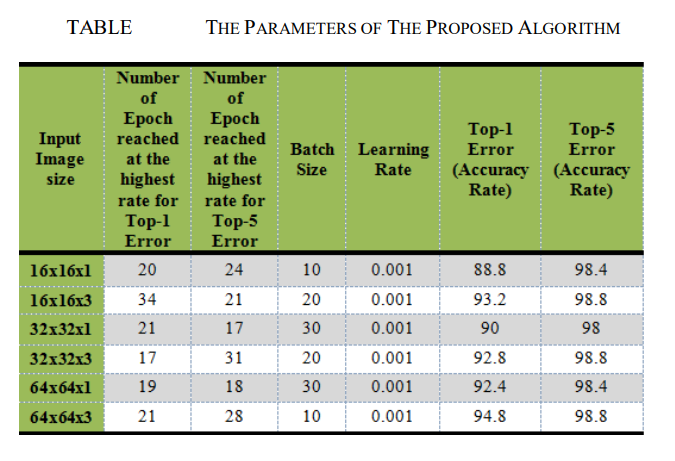 TABLE THE PARAMETERS OF THE PROPOSED ALGORITHM
Input Image size | Number of Epoch reached at the highest rate for Top-1 Error | Number of Epoch reached at the highest rate for Top-5 Error | Batch Size | Learning Rate | Top-1 Error (Accuracy Rate) | Top-5 Error (Accuracy Rate)
16x16x1 20 24 10 0.001 88.8 98.4
16x16x3 34 21 20 0.001 93.2 98.8
32x32x1 21 17 30 0.001 90 98
32x32x3 17 31 20 0.001 92.8 98.8
64x64x1 19 18 30 0.001 92.4 98.4
64x64x3 21 28 10 0.001 94.8 98.8